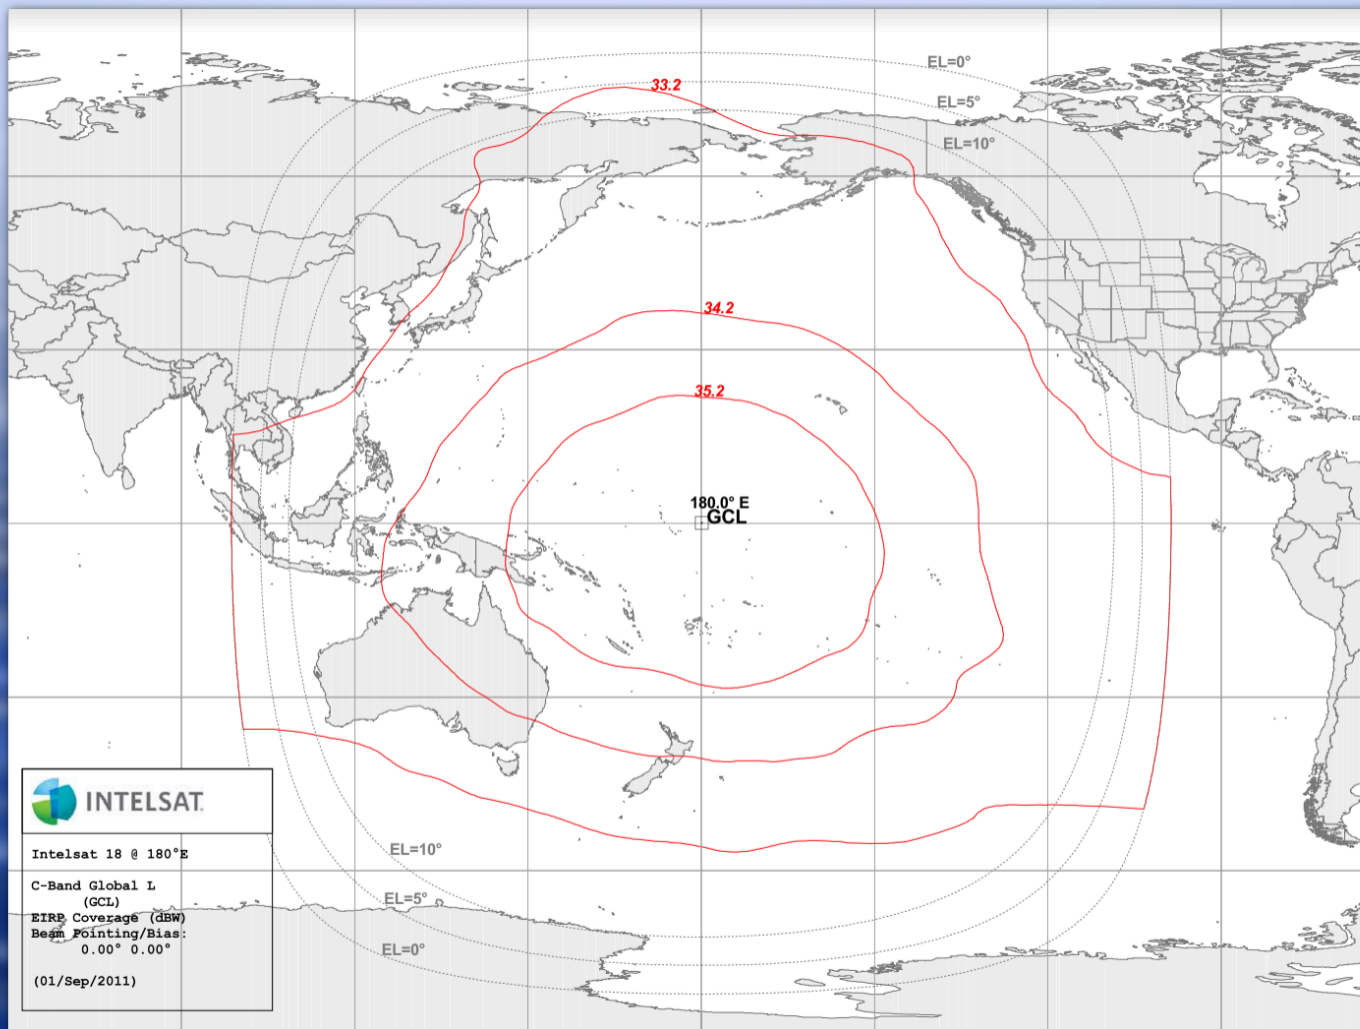 EL=0°
33.2
EL=5°
EL=10°
34.2
35.2
180.0° E
GCL
INTELSAT
Intelsat 18 @ 180°E
C-Band Global L
(GCL)
EIRP Coverage (dBW)
Beam Pointing/Bias:
0.00° 0.00°
(01/Sep/2011)
EL=10°
EL=5°
EL=0°